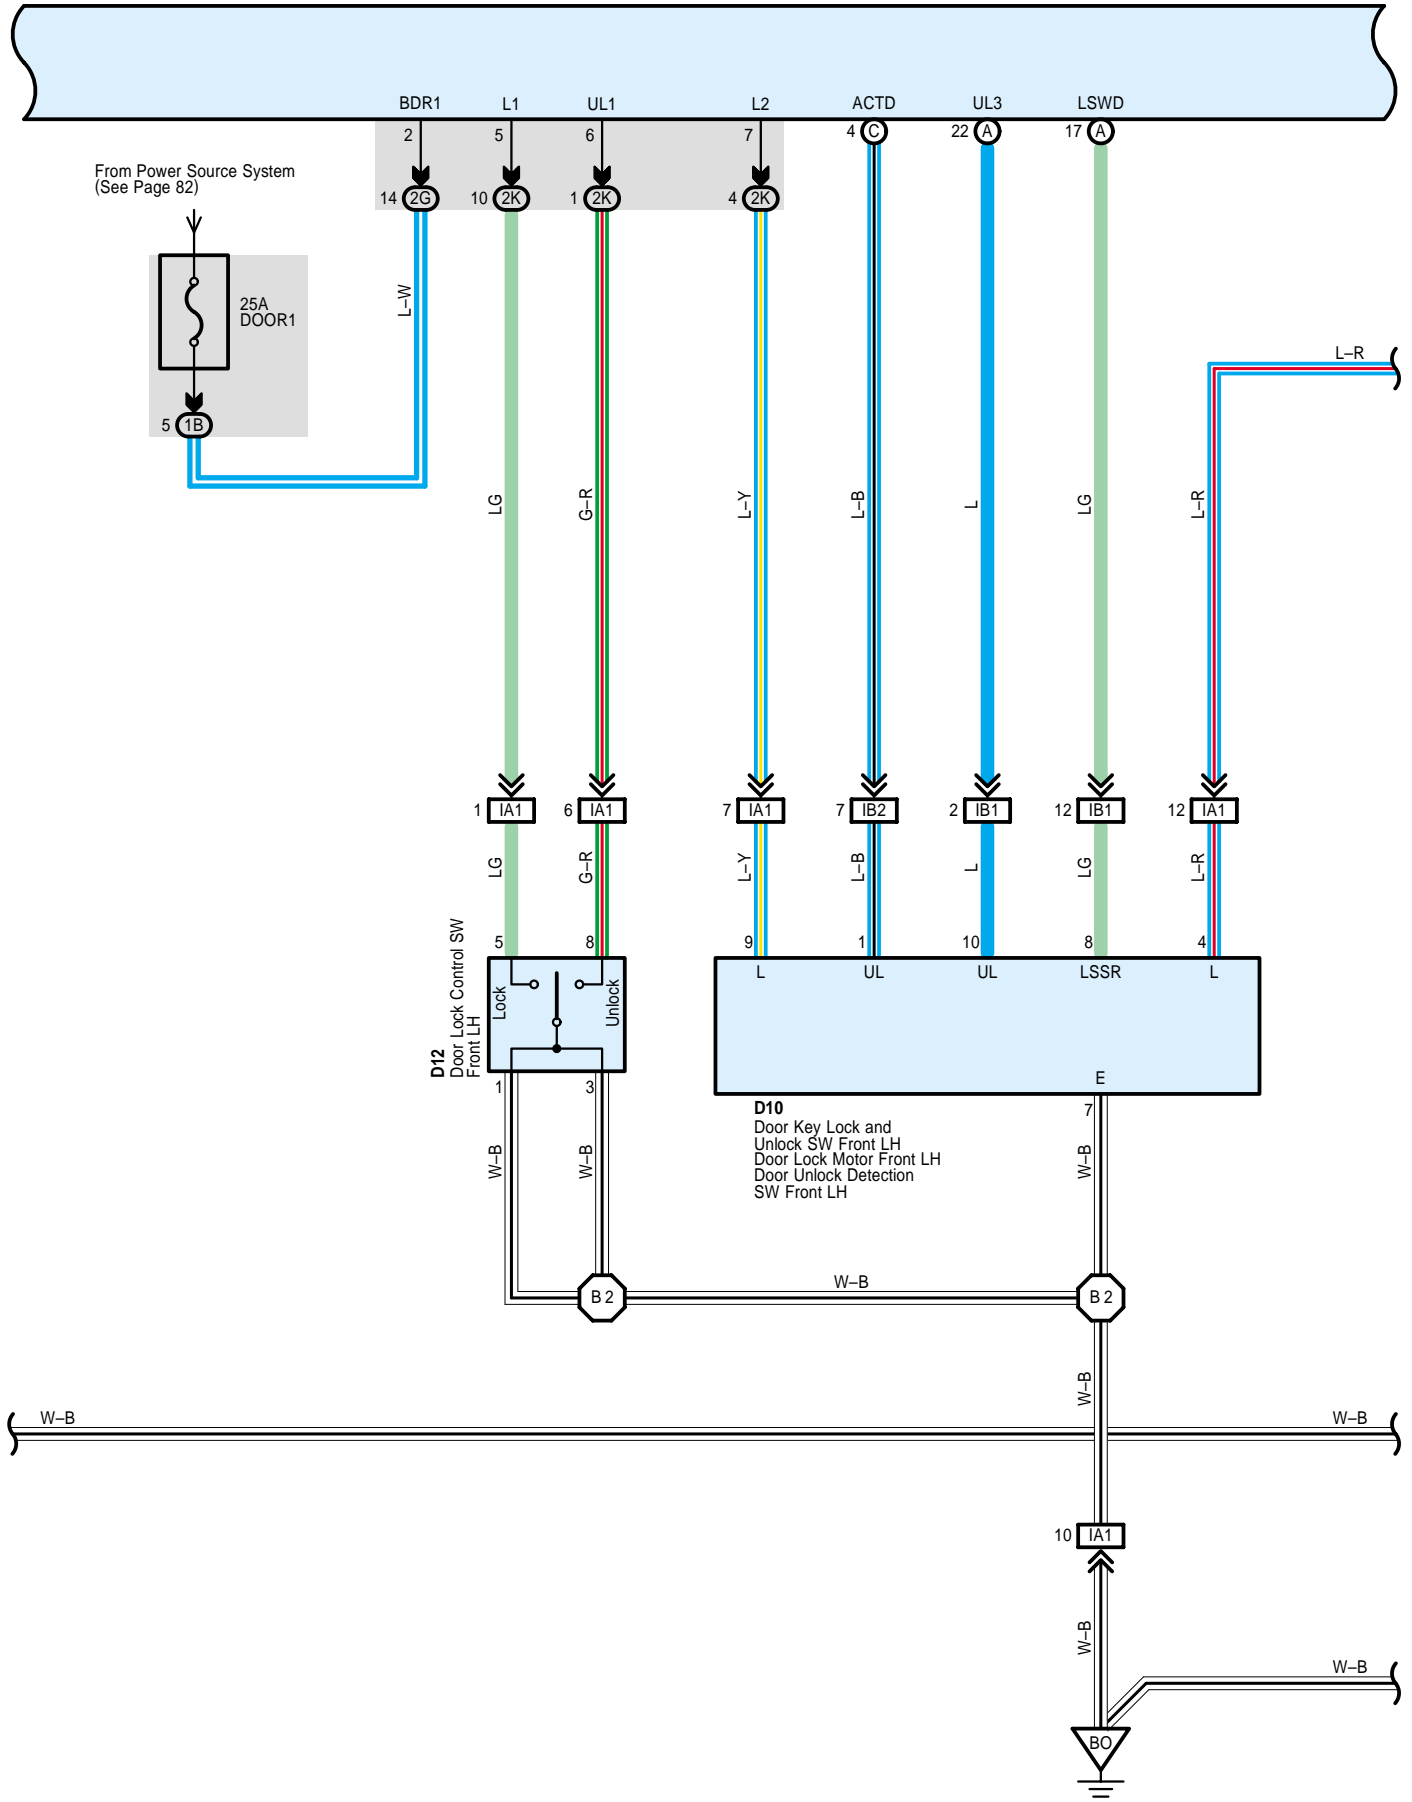 BDR1 L1 UL1 L2 ACTD UL3 LSWD
2 5 6 7 4 C 22 A 17 A
From Power Source System
(See Page 82)
14 2G 10 2K 1 2K 4 2K
25A
DOOR1
L–W
L–R
5 1B
LG G–R L–Y L–B L LG L–R
1 IA1 6 IA1 7 IA1 7 IB2 2 IB1 12 IB1 12 IA1
LG G–R L–Y L–B L LG L–R
5 8 9 1 10 8 4
L UL UL LSSR L
Lock Unlock
D12
Door Lock Control SW
Front LH
1 3
E
7
D10
Door Key Lock and
Unlock SW Front LH
Door Lock Motor Front LH
Door Unlock Detection
SW Front LH
W–B W–B W–B
B 2 W–B B 2
W–B
W–B W–B
10 IA1
W–B
W–B
BO